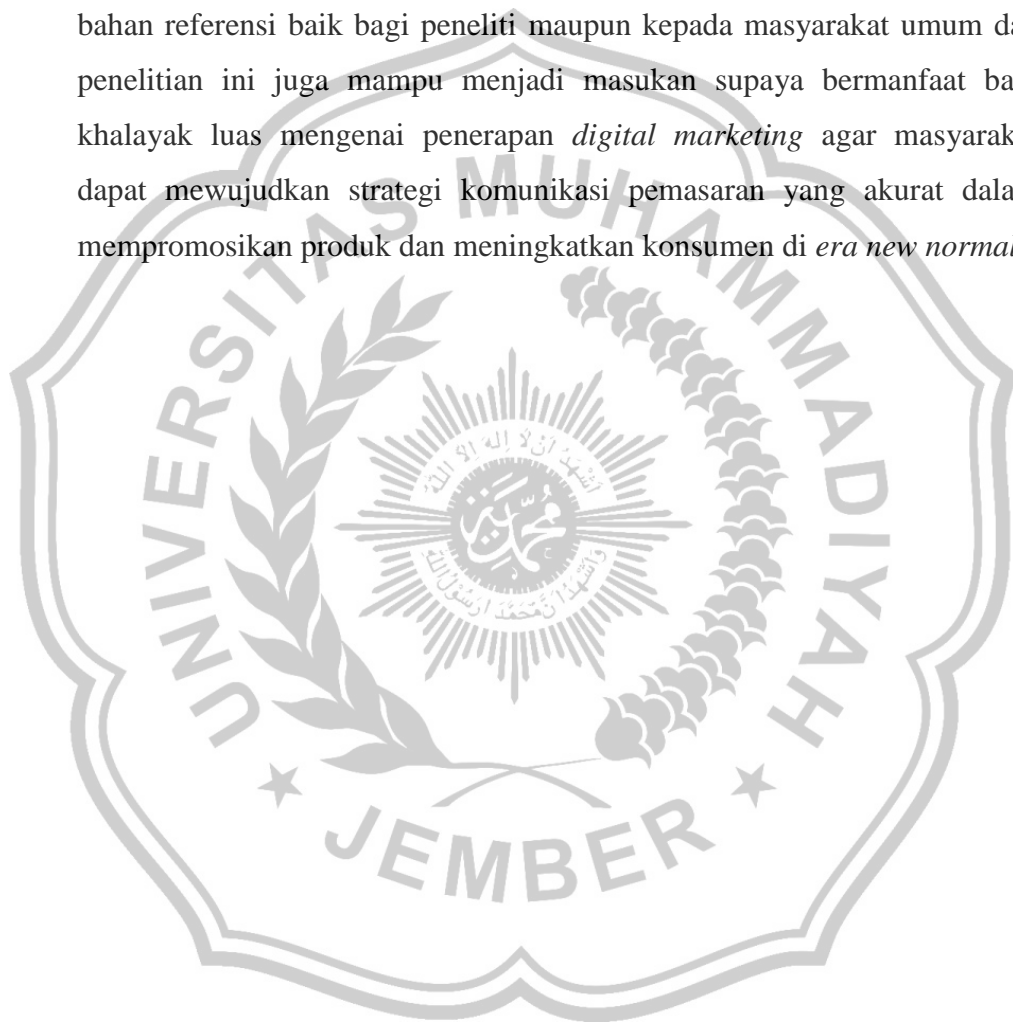 bahan referensi baik bagi peneliti maupun kepada masyarakat umum da
penelitian ini juga mampu menjadi masukan supaya bermanfaat ba
khalayak luas mengenai penerapan digital marketing agar masyarak
dapat mewujudkan strategi komunikasi pemasaran yang akurat dala
mempromosikan produk dan meningkatkan konsumen di era new normal
UNIVERSITAS MUHAMMADIYAH
JEMBER